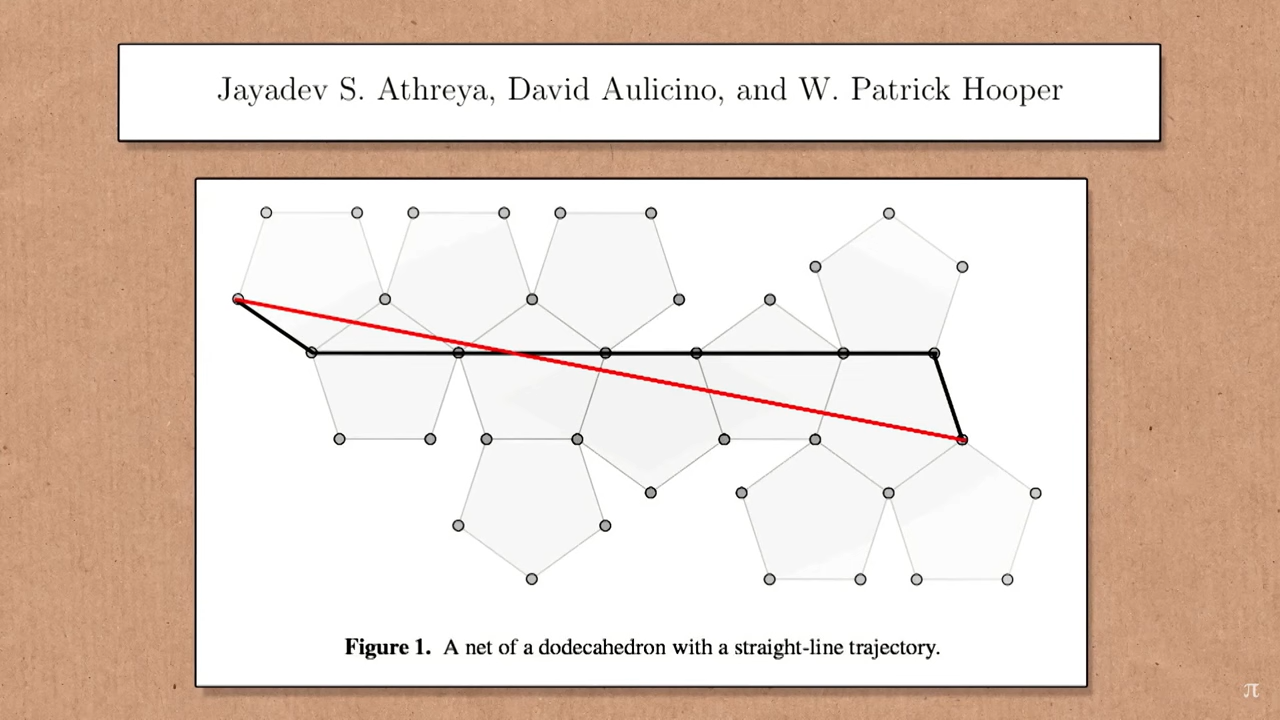 Jayadev S. Athreya, David Aulicino, and W. Patrick Hooper
Figure 1. A net of a dodecahedron with a straight-line trajectory.
π